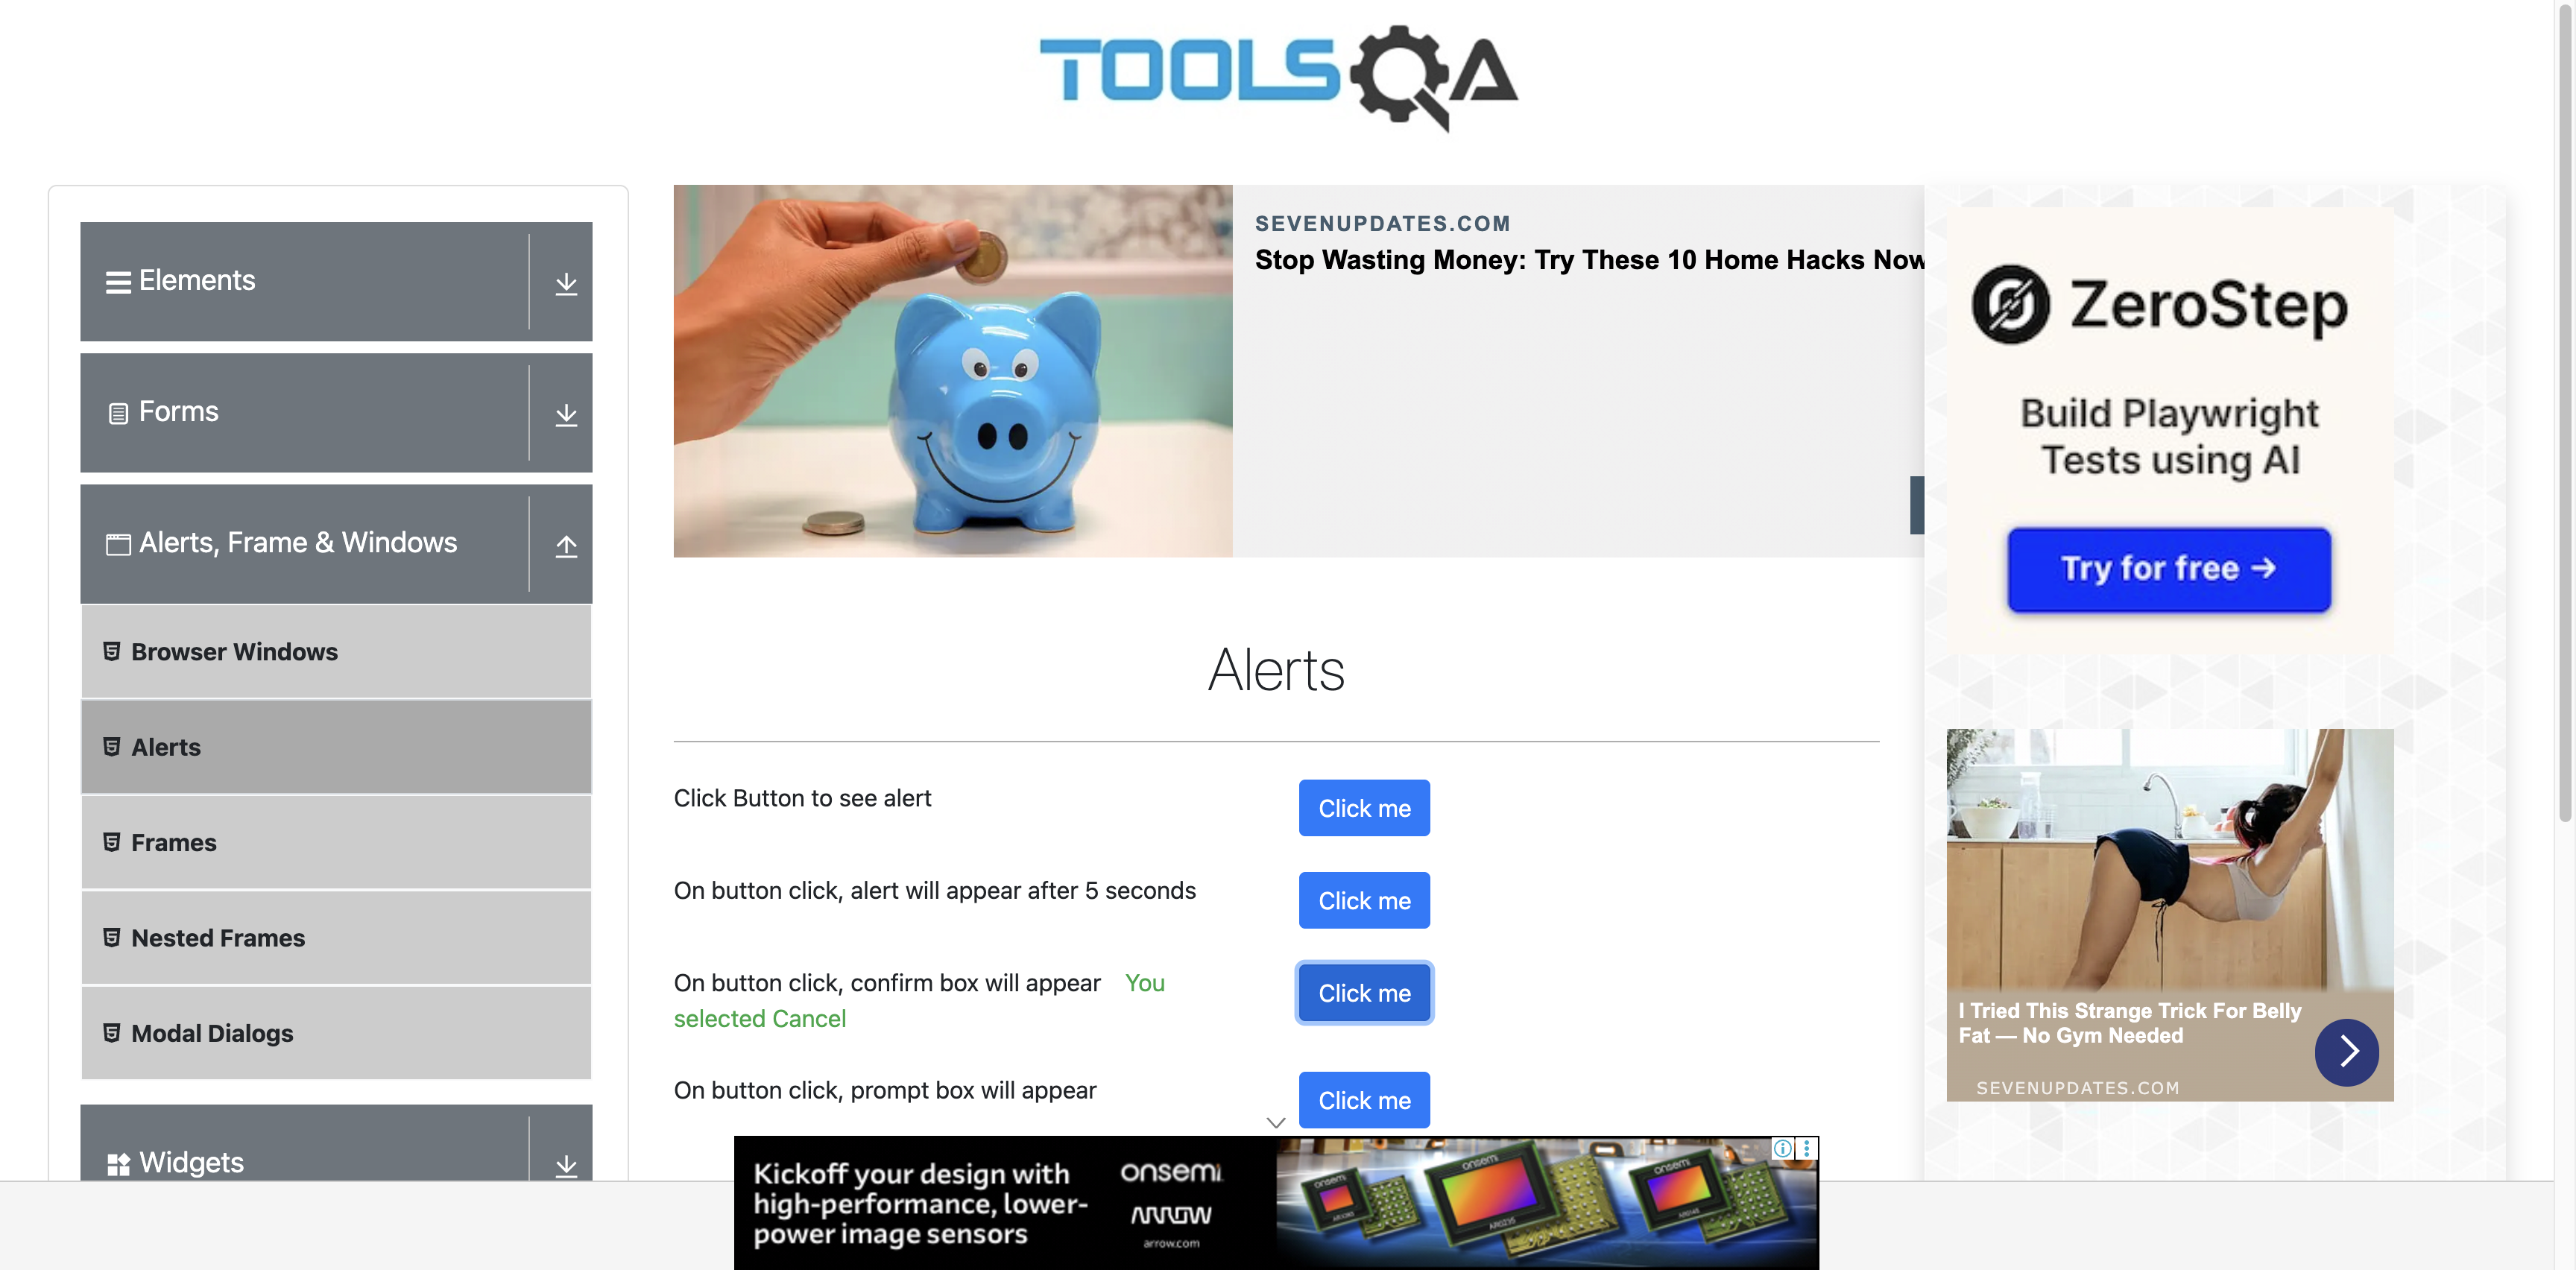 TOOLSQA
Elements
Forms
Alerts, Frame & Windows
Browser Windows
Alerts
Frames
Nested Frames
Modal Dialogs
Widgets
SEVENUPDATES.COM
Stop Wasting Money: Try These 10 Home Hacks Now
Alerts
Click Button to see alert
Click me
On button click, alert will appear after 5 seconds
Click me
On button click, confirm box will appear You
selected Cancel
Click me
On button click, prompt box will appear
Click me
ZeroStep
Build Playwright
Tests using AI
Try for free →
I Tried This Strange Trick For Belly
Fat — No Gym Needed
SEVENUPDATES.COM
Kickoff your design with
high-performance, lower-
power image sensors
onsemi
ARROW
arrow.com
onsemi
onsemi
onsemi